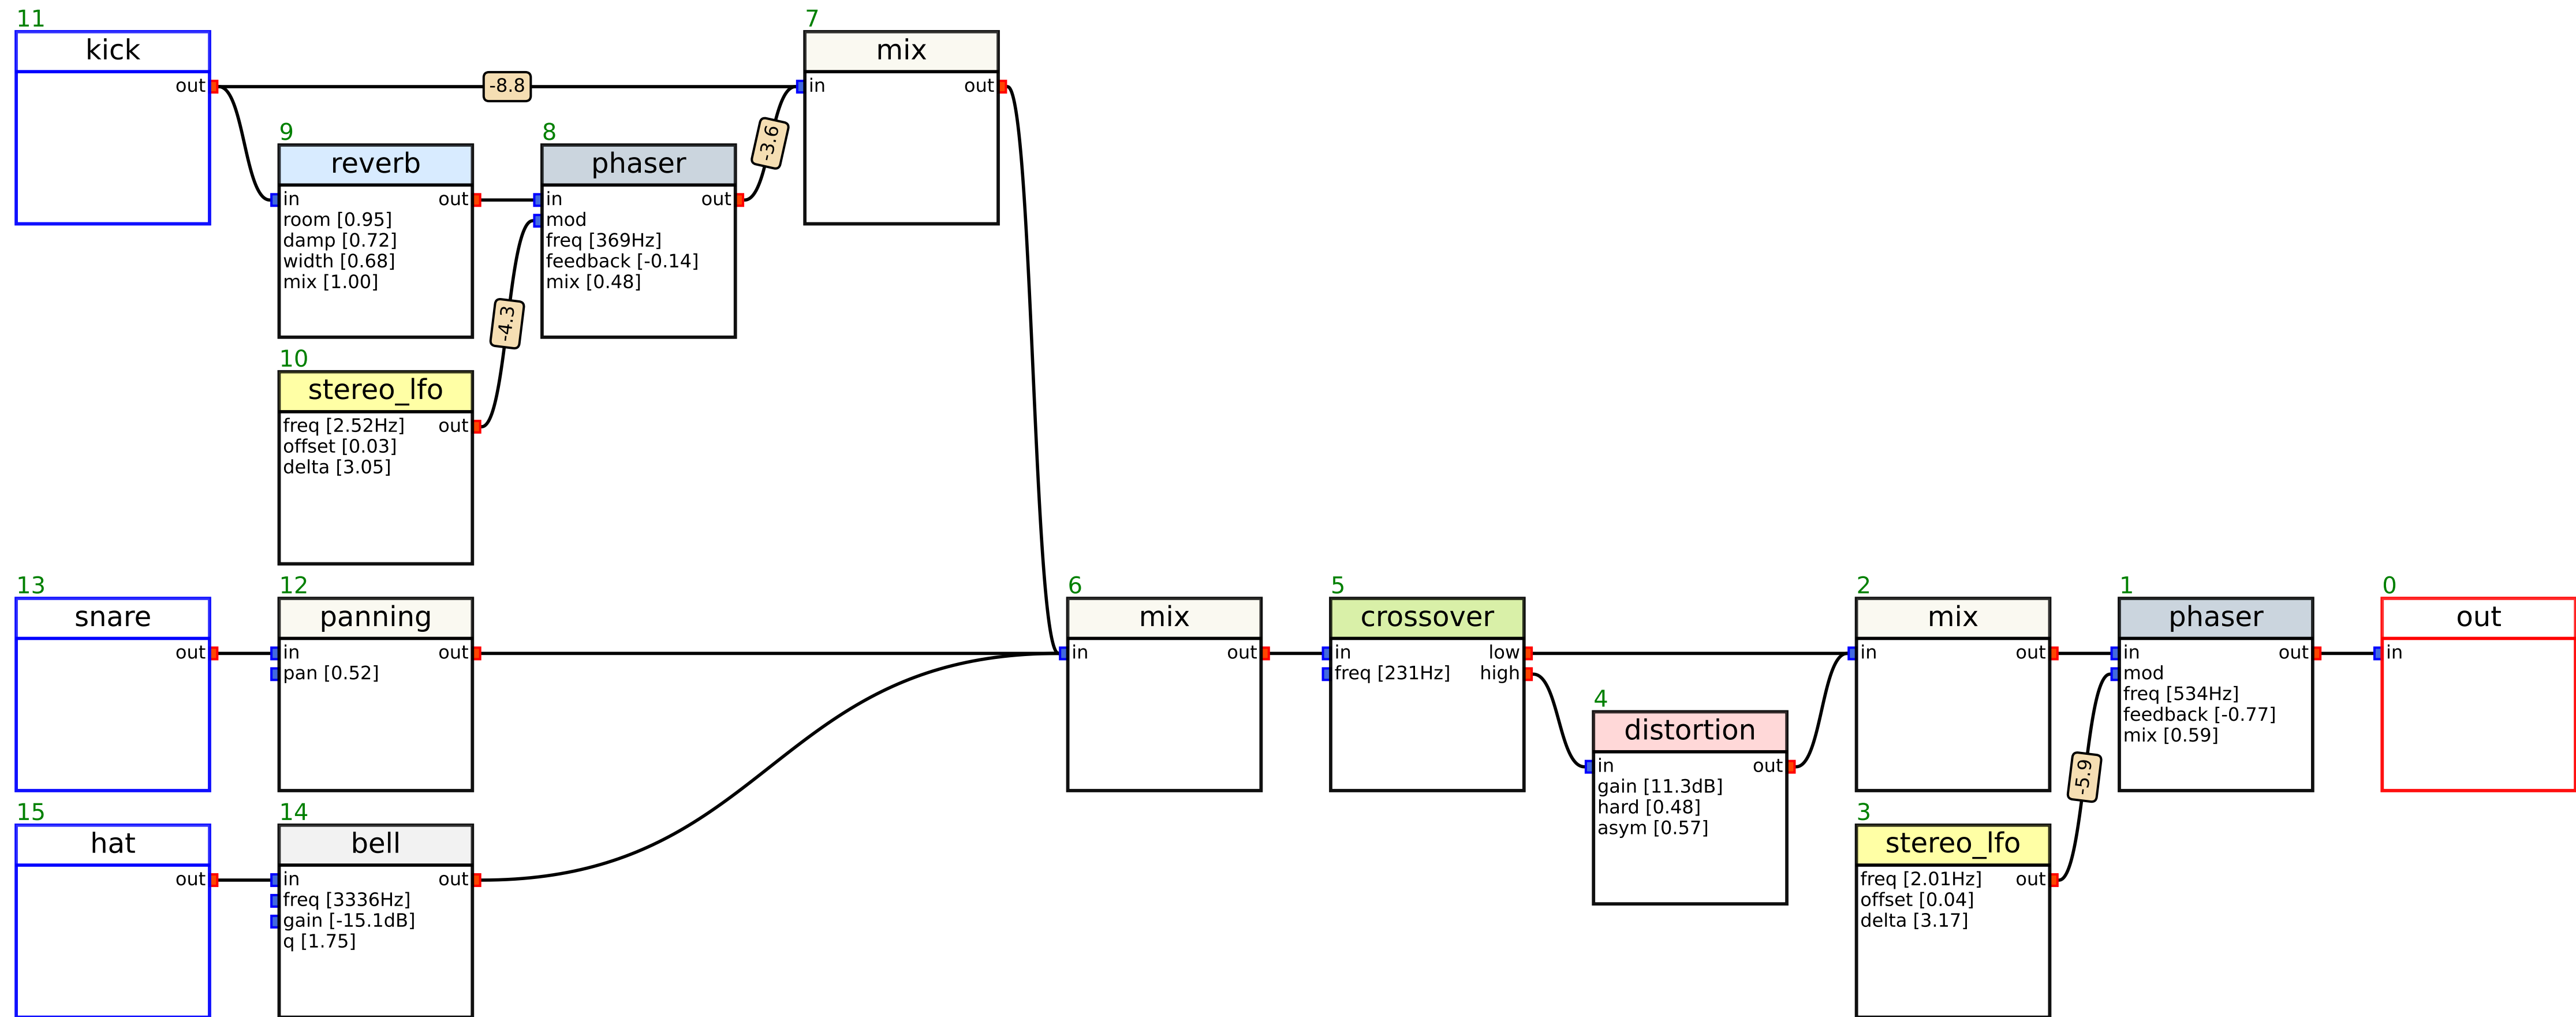 11
kick
out
-8.8
7
mix
in
out
9
reverb
in
out
room [0.95]
damp [0.72]
width [0.68]
mix [1.00]
8
phaser
in
out
mod
freq [369Hz]
feedback [-0.14]
mix [0.48]
-3.6
-4.3
10
stereo_lfo
freq [2.52Hz]
out
offset [0.03]
delta [3.05]
13
snare
out
12
panning
in
out
pan [0.52]
6
mix
in
out
5
crossover
in
low
freq [231Hz]
high
4
distortion
in
out
gain [11.3dB]
hard [0.48]
asym [0.57]
2
mix
in
out
1
phaser
in
out
mod
freq [534Hz]
feedback [-0.77]
mix [0.59]
0
out
in
-5.9
3
stereo_lfo
freq [2.01Hz]
out
offset [0.04]
delta [3.17]
15
hat
out
14
bell
in
out
freq [3336Hz]
gain [-15.1dB]
q [1.75]